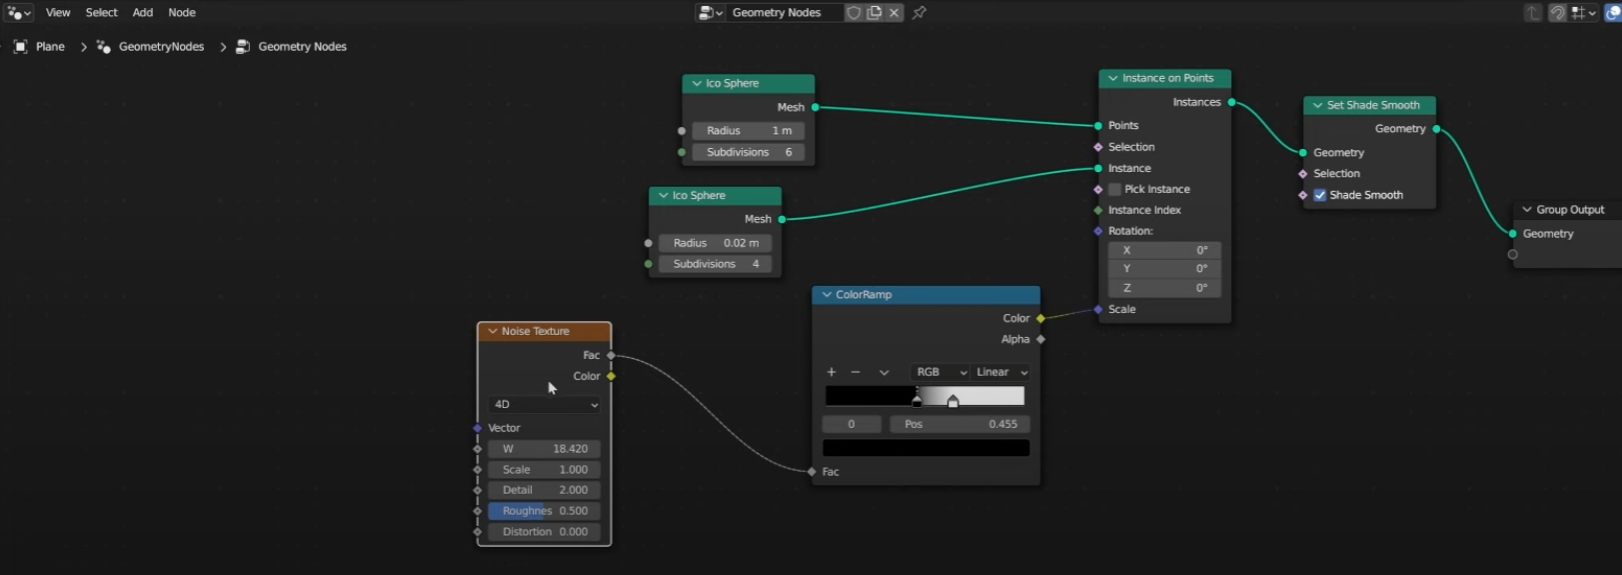 View Select Add Node Geometry Nodes
Plane > GeometryNodes > Geometry Nodes
Ico Sphere
Mesh
Radius 1 m
Subdivisions 6
Ico Sphere
Mesh
Radius 0.02 m
Subdivisions 4
Noise Texture
Fac
Color
4D
Vector
W 18.420
Scale 1.000
Detail 2.000
Roughnes 0.500
Distortion 0.000
ColorRamp
Color
Alpha
+ − RGB Linear
0 Pos 0.455
Fac
Instance on Points
Instances
Points
Selection
Instance
Pick Instance
Instance Index
Rotation:
X 0°
Y 0°
Z 0°
Scale
Set Shade Smooth
Geometry
Geometry
Selection
Shade Smooth
Group Output
Geometry